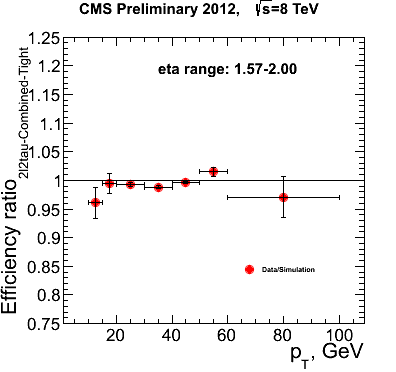 CMS Preliminary 2012, √s=8 TeV
eta range: 1.57-2.00
Efficiency ratio 2l2tau-Combined-Tight
1.25
1.2
1.15
1.1
1.05
1
0.95
0.9
0.85
0.8
0.75
Data/Simulation
20 40 60 80 100
p_T, GeV